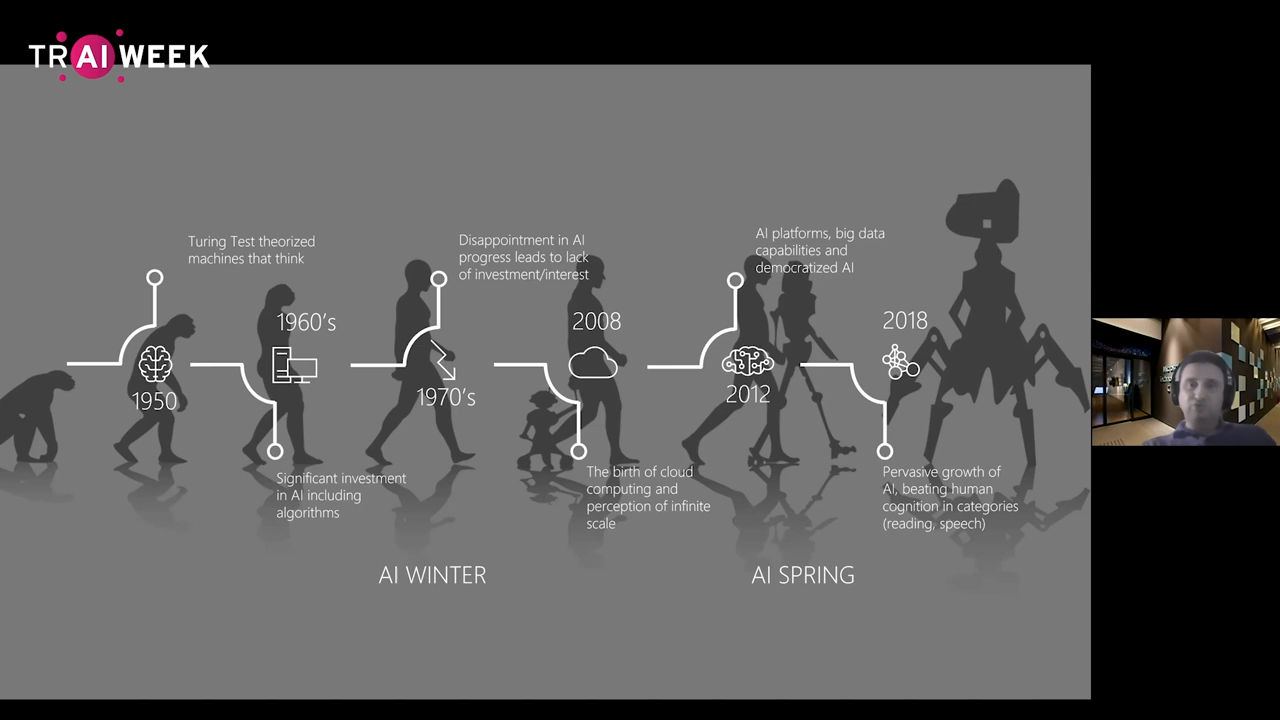 TRAIWEEK
Turing Test theorized
machines that think
1950
1960's
Significant investment
in AI including
algorithms
Disappointment in AI
progress leads to lack
of investment/interest
1970's
2008
The birth of cloud
computing and
perception of infinite
scale
AI platforms, big data
capabilities and
democratized AI
2012
2018
Pervasive growth of
AI, beating human
cognition in categories
(reading, speech)
AI WINTER
AI SPRING